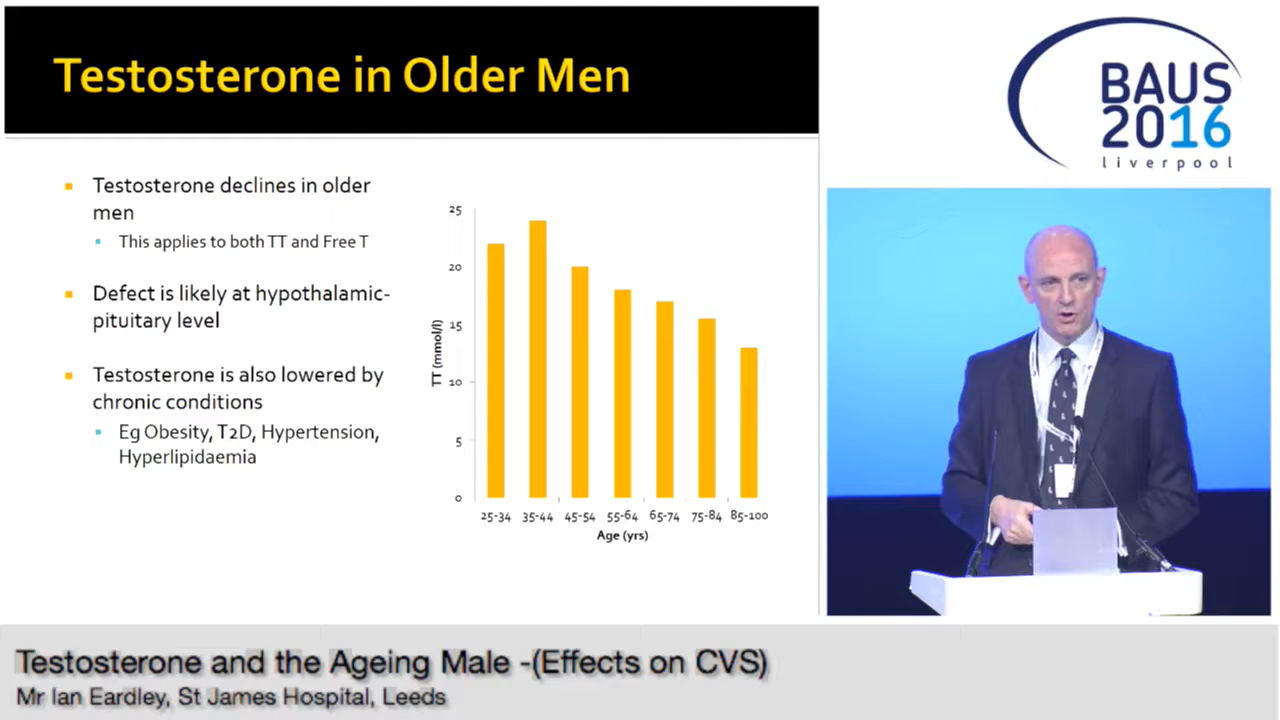 Testosterone in Older Men
Testosterone declines in older
men
This applies to both TT and Free T
Defect is likely at hypothalamic-
pituitary level
Testosterone is also lowered by
chronic conditions
Eg Obesity, T2D, Hypertension,
Hyperlipidaemia
TT (mmol/l)
25
20
15
10
5
0
25-34 35-44 45-54 55-64 65-74 75-84 85-100
Age (yrs)
BAUS
2016
liverpool
Testosterone and the Ageing Male -(Effects on CVS)
Mr Ian Eardley, St James Hospital, Leeds